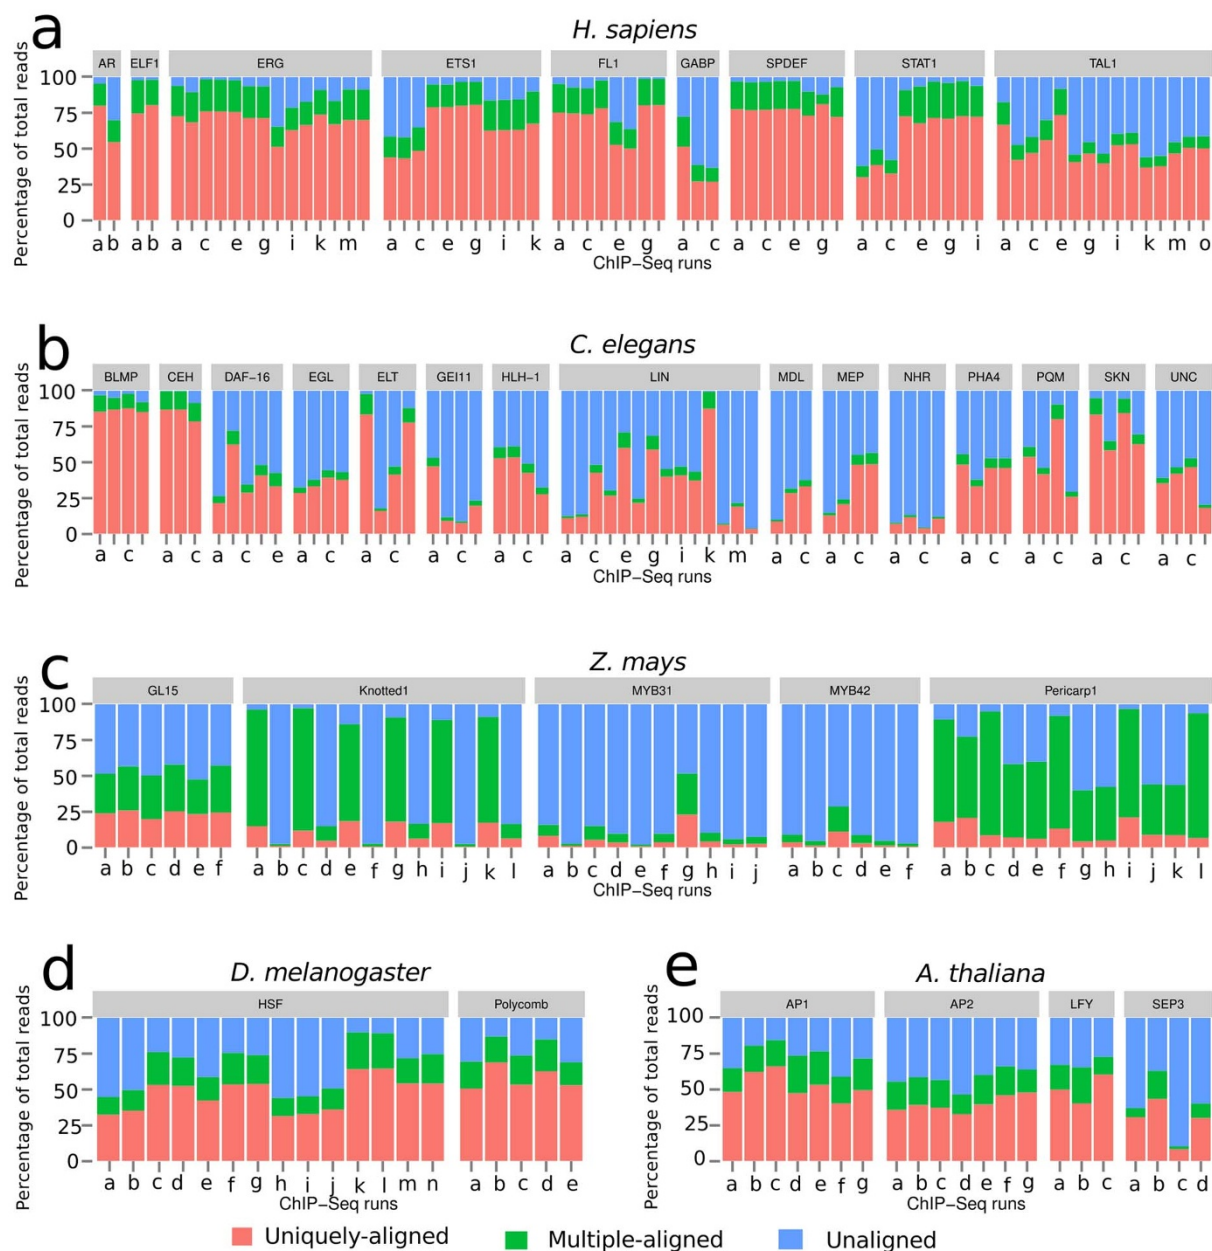 a
H. sapiens
AR ELF1 ERG ETS1 FL1 GABP SPDEF STAT1 TAL1
Percentage of total reads
100
75
50
25
0
a b a b a c e g i k m a c e g i k a c e g a c a c e g a c e g i a c e g i k m o
ChIP−Seq runs
b
C. elegans
BLMP CEH DAF−16 EGL ELT GEI11 HLH−1 LIN MDL MEP NHR PHA4 PQM SKN UNC
Percentage of total reads
100
75
50
25
0
a c a c a c e a c a c a c a c a c e g i k m a c a c a c a c a c a c a c
ChIP−Seq runs
c
Z. mays
GL15 Knotted1 MYB31 MYB42 Pericarp1
Percentage of total reads
100
75
50
25
0
a b c d e f a b c d e f g h i j k l a b c d e f g h i j a b c d e f a b c d e f g h i j k l
ChIP−Seq runs
d
D. melanogaster
HSF Polycomb
Percentage of total reads
100
75
50
25
0
a b c d e f g h i j k l m n a b c d e
ChIP−Seq runs
e
A. thaliana
AP1 AP2 LFY SEP3
Percentage of total reads
100
75
50
25
0
a b c d e f g a b c d e f g a b c a b c d
ChIP−Seq runs
Uniquely-aligned Multiple-aligned Unaligned